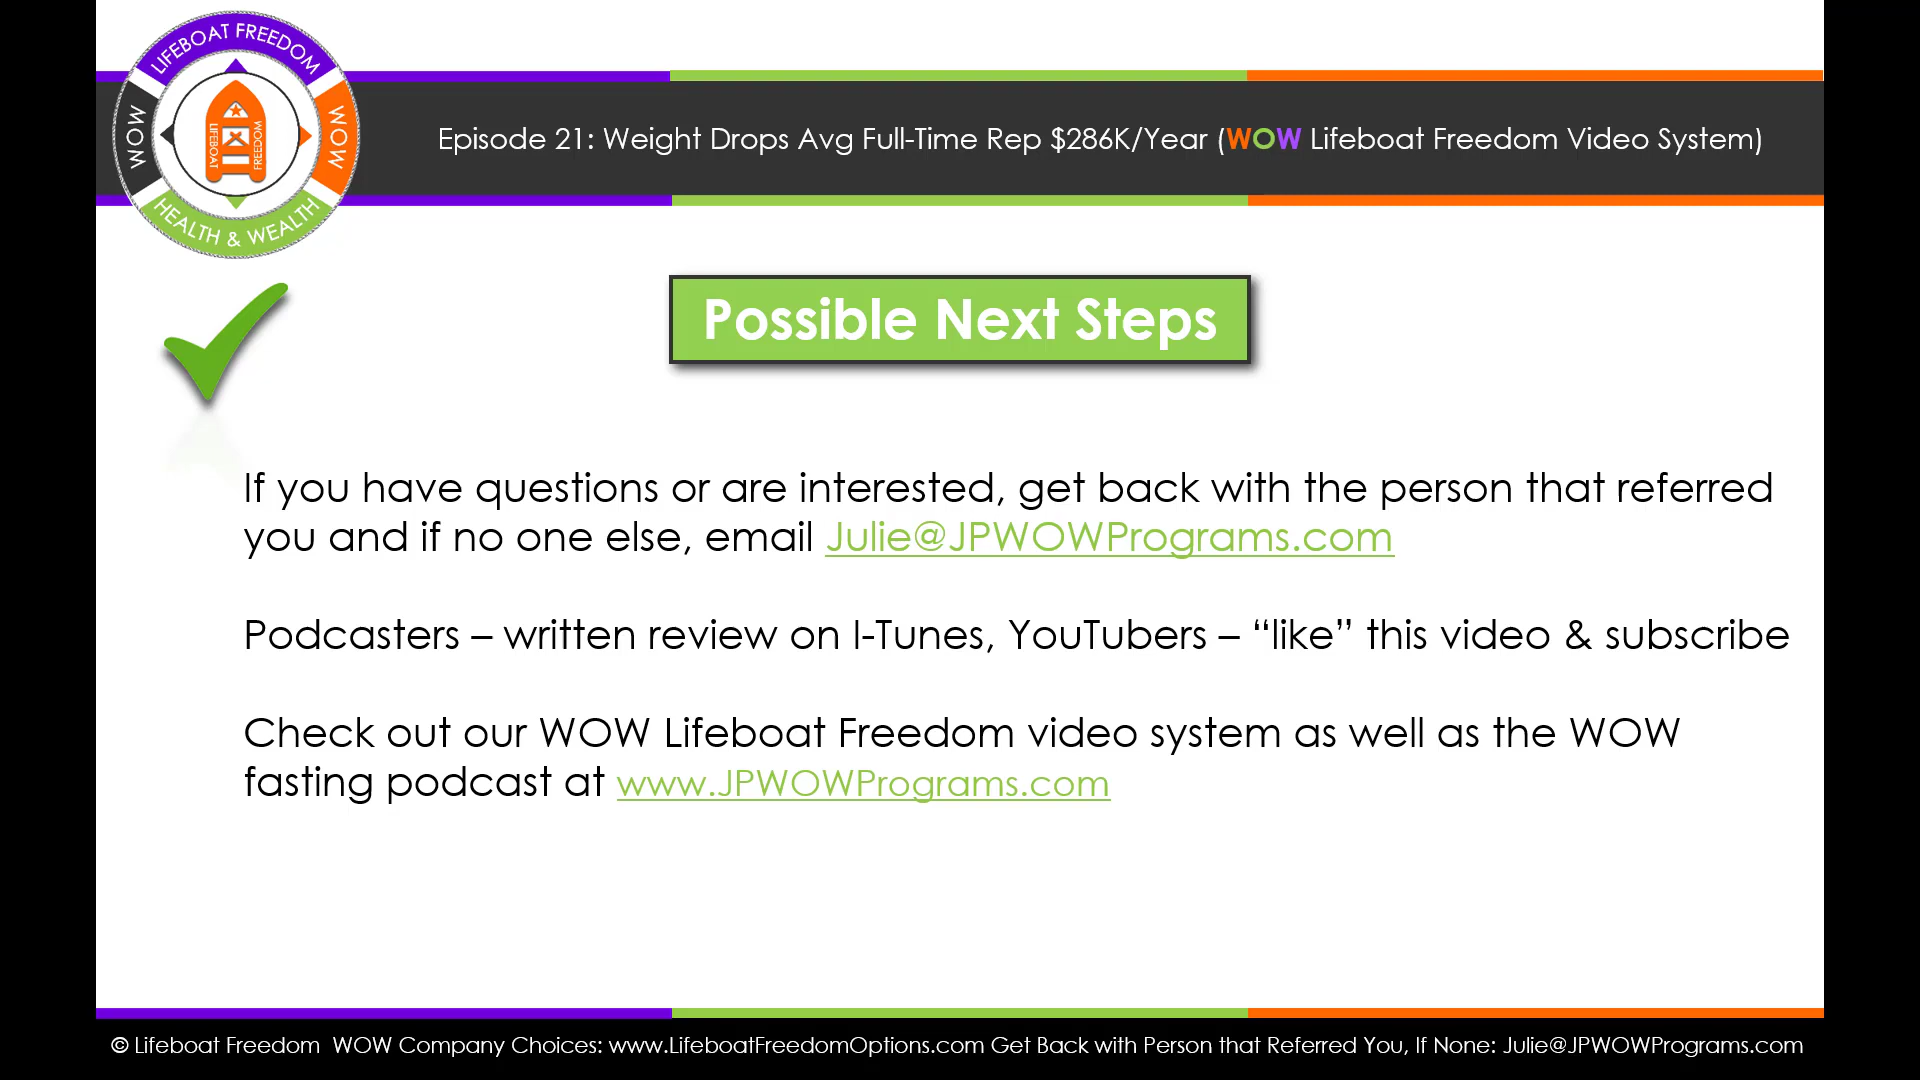 LIFEBOAT FREEDOM
WOW
WOW
LIFEBOAT
FREEDOM
HEALTH & WEALTH
Episode 21: Weight Drops Avg Full-Time Rep $286K/Year (WOW Lifeboat Freedom Video System)
Possible Next Steps
If you have questions or are interested, get back with the person that referred
you and if no one else, email Julie@JPWOWPrograms.com
Podcasters – written review on I-Tunes, YouTubers – “like” this video & subscribe
Check out our WOW Lifeboat Freedom video system as well as the WOW
fasting podcast at www.JPWOWPrograms.com
© Lifeboat Freedom  WOW Company Choices: www.LifeboatFreedomOptions.com Get Back with Person that Referred You, If None: Julie@JPWOWPrograms.com